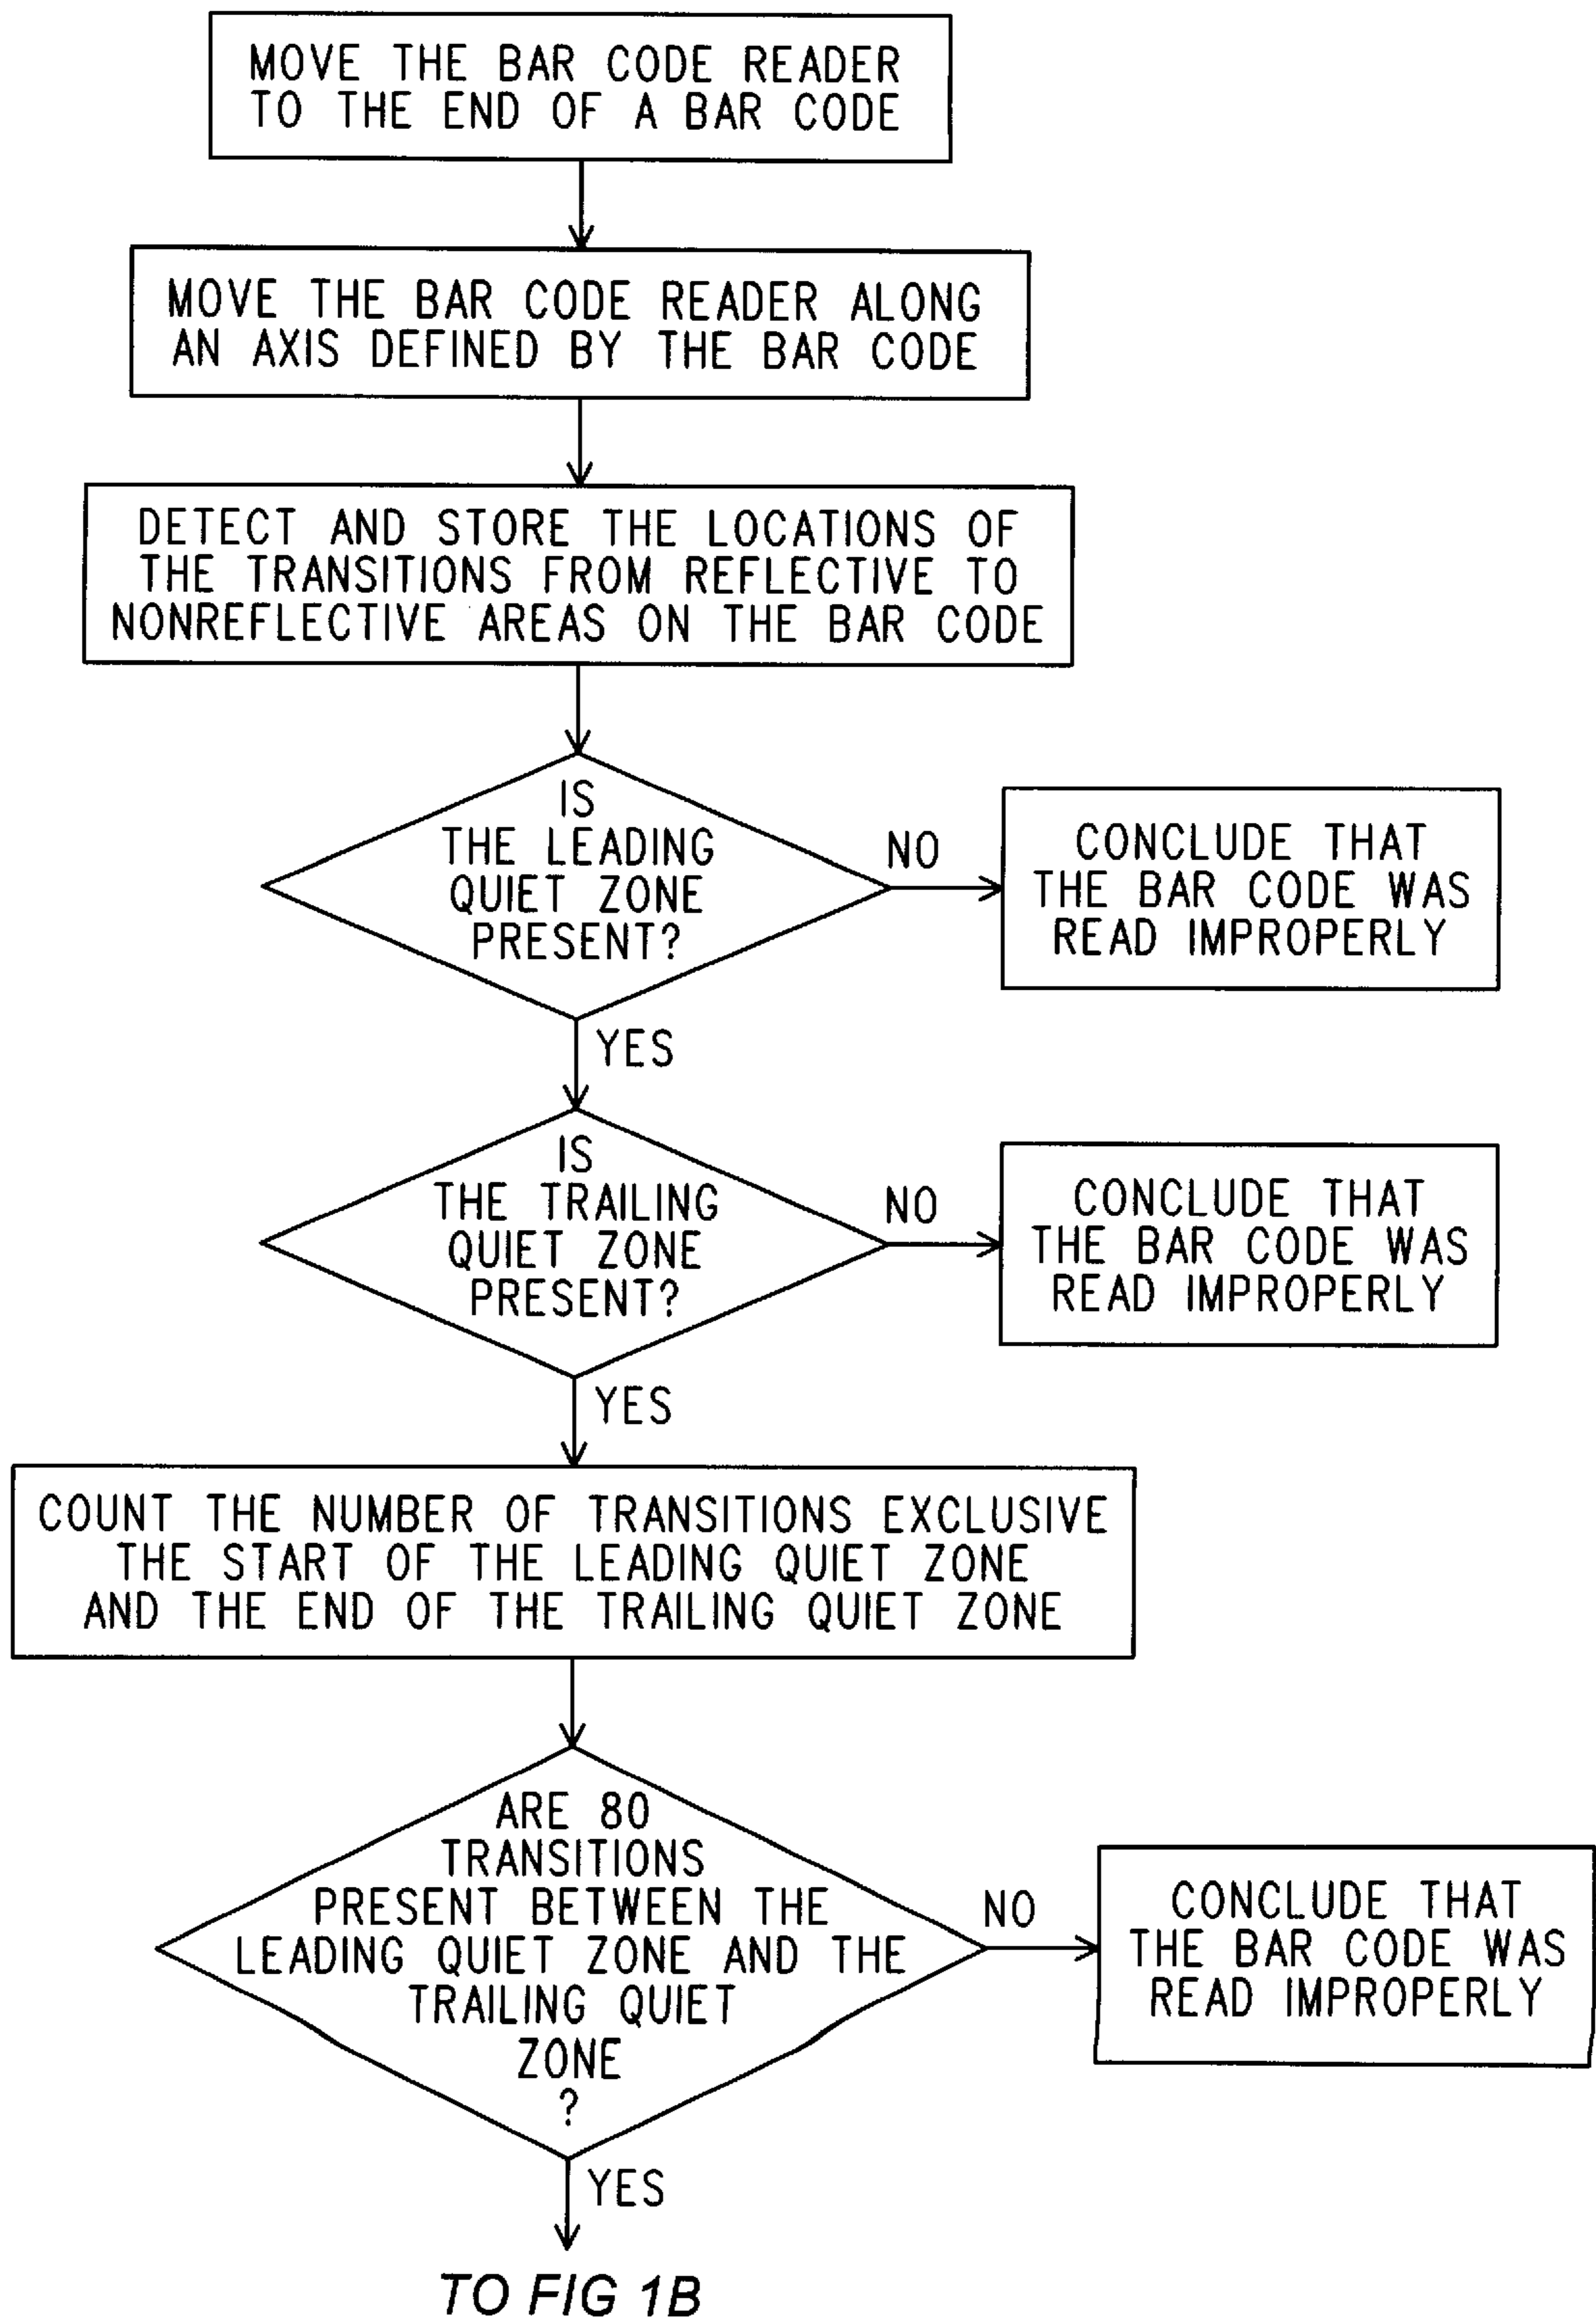 MOVE THE BAR CODE READER
TO THE END OF A BAR CODE
MOVE THE BAR CODE READER ALONG
AN AXIS DEFINED BY THE BAR CODE
DETECT AND STORE THE LOCATIONS OF
THE TRANSITIONS FROM REFLECTIVE TO
NONREFLECTIVE AREAS ON THE BAR CODE
IS
THE LEADING
QUIET ZONE
PRESENT?
NO
CONCLUDE THAT
THE BAR CODE WAS
READ IMPROPERLY
YES
IS
THE TRAILING
QUIET ZONE
PRESENT?
NO
CONCLUDE THAT
THE BAR CODE WAS
READ IMPROPERLY
YES
COUNT THE NUMBER OF TRANSITIONS EXCLUSIVE
THE START OF THE LEADING QUIET ZONE
AND THE END OF THE TRAILING QUIET ZONE
ARE 80
TRANSITIONS
PRESENT BETWEEN THE
LEADING QUIET ZONE AND THE
TRAILING QUIET
ZONE
?
NO
CONCLUDE THAT
THE BAR CODE WAS
READ IMPROPERLY
YES
TO FIG 1B